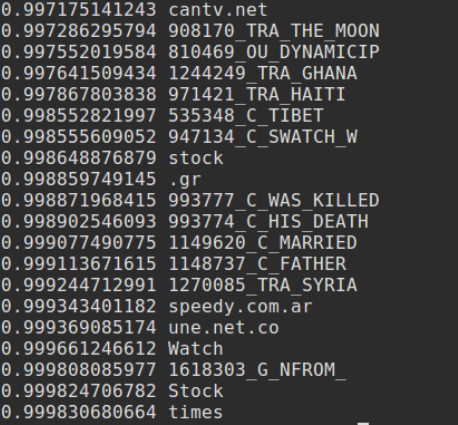 0.997175141243 cantv.net
0.997286295794 908170_TRA_THE_MOON
0.997552019584 810469_OU_DYNAMICIP
0.997641509434 1244249_TRA_GHANA
0.997867803838 971421_TRA_HAITI
0.998552821997 535348_C_TIBET
0.998555609052 947134_C_SWATCH_W
0.998648876879 stock
0.998859749145 .gr
0.998871968415 993777_C_WAS_KILLED
0.998902546093 993774_C_HIS_DEATH
0.999077490775 1149620_C_MARRIED
0.999113671615 1148737_C_FATHER
0.999244712991 1270085_TRA_SYRIA
0.999343401182 speedy.com.ar
0.999369085174 une.net.co
0.999661246612 Watch
0.999808085977 1618303_G_NFROM_
0.999824706782 Stock
0.999830680664 times